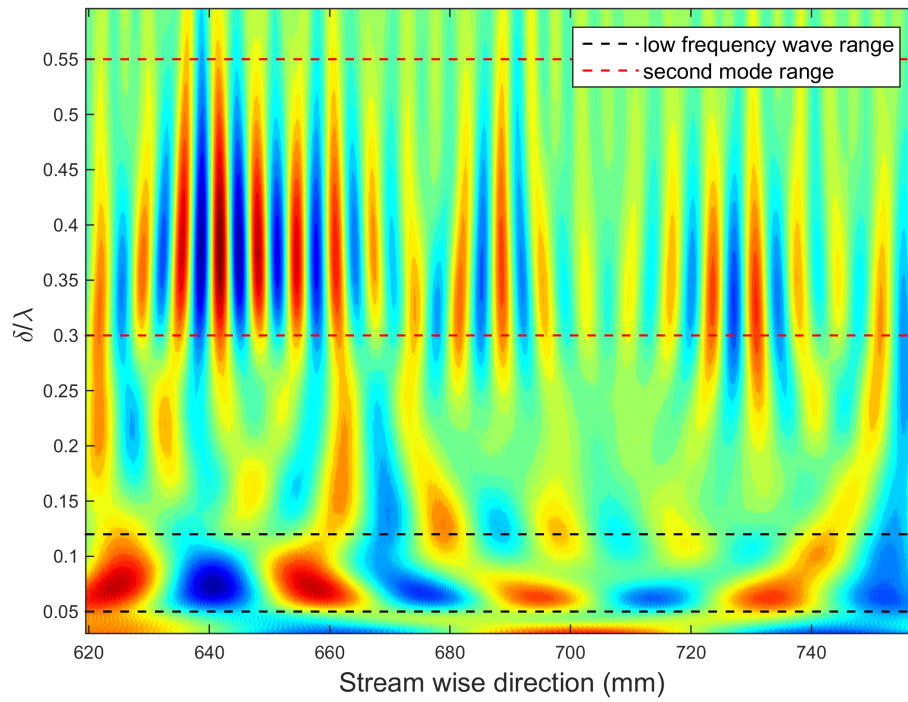 low frequency wave range
second mode range
0.55
0.5
0.45
0.4
0.35
0.3
0.25
0.2
0.15
0.1
0.05
δ/λ
620 640 660 680 700 720 740
Stream wise direction (mm)